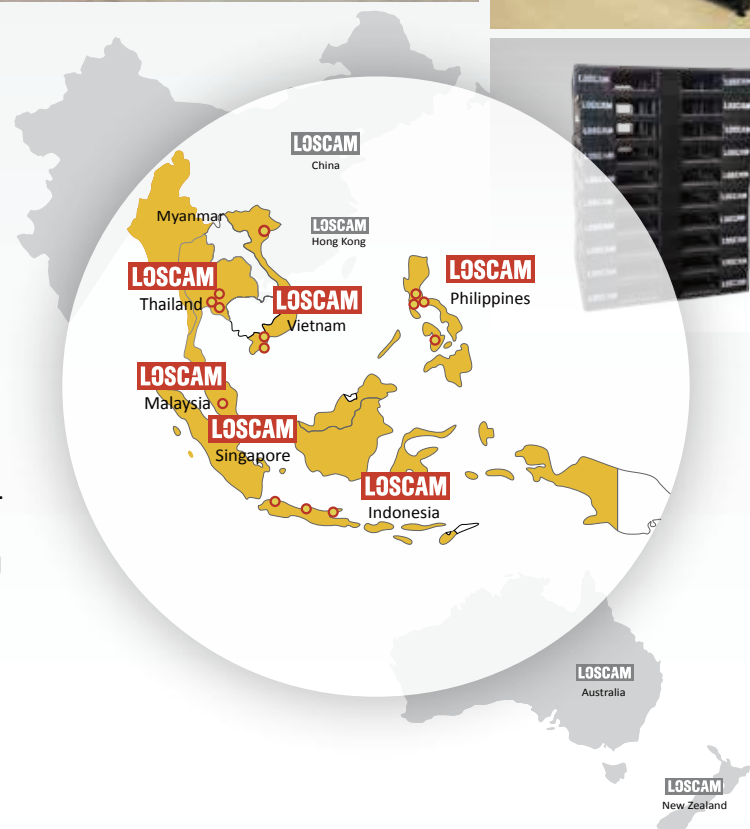 LOSCAM
China
LOSCAM
Hong Kong
Myanmar
LOSCAM
Thailand
LOSCAM
Vietnam
LOSCAM
Philippines
LOSCAM
Malaysia
LOSCAM
Singapore
LOSCAM
Indonesia
LOSCAM
Australia
LOSCAM
New Zealand